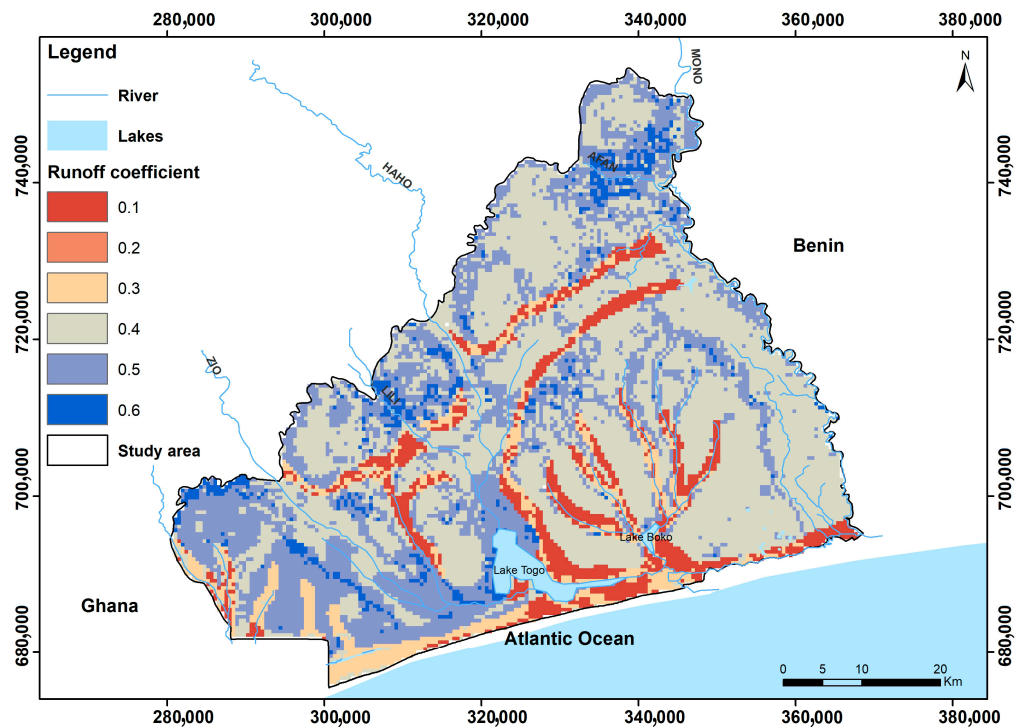 280,000 300,000 320,000 340,000 360,000 380,000
Legend
River
Lakes
Runoff coefficient
0.1
0.2
0.3
0.4
0.5
0.6
Study area
N
MONO
AFAN
HAHO
Benin
ZIO
LILY
Lake Boko
Lake Togo
Ghana
Atlantic Ocean
0 5 10 20
Km
740,000
720,000
700,000
680,000
740,000
720,000
700,000
680,000
280,000 300,000 320,000 340,000 360,000 380,000